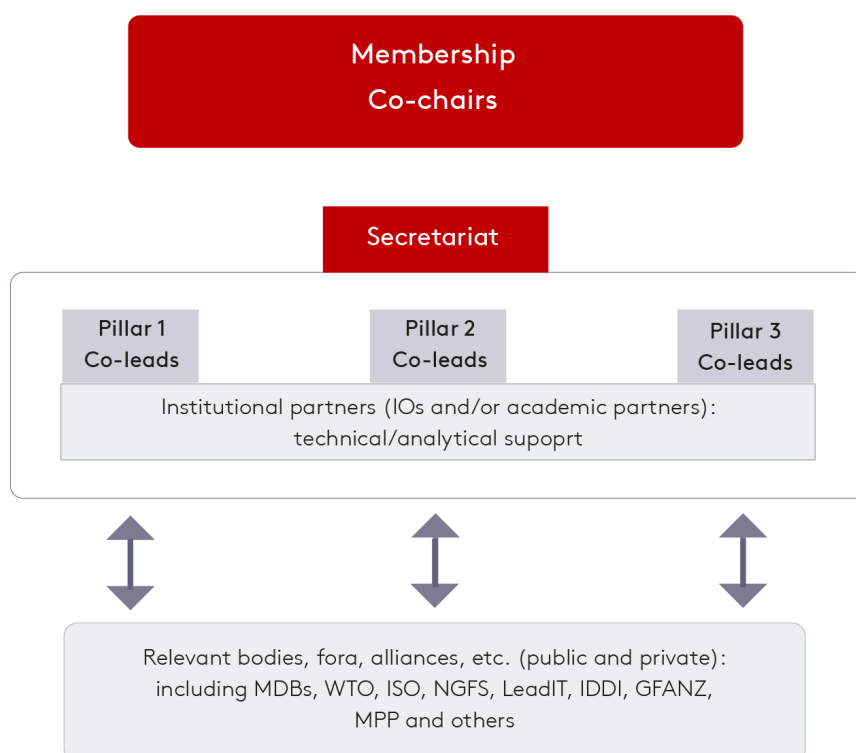 Membership
Co-chairs
Secretariat
Pillar 1
Co-leads
Pillar 2
Co-leads
Pillar 3
Co-leads
Institutional partners (IOs and/or academic partners):
technical/analytical supoprt
Relevant bodies, fora, alliances, etc. (public and private):
including MDBs, WTO, ISO, NGFS, LeadIT, IDDI, GFANZ,
MPP and others